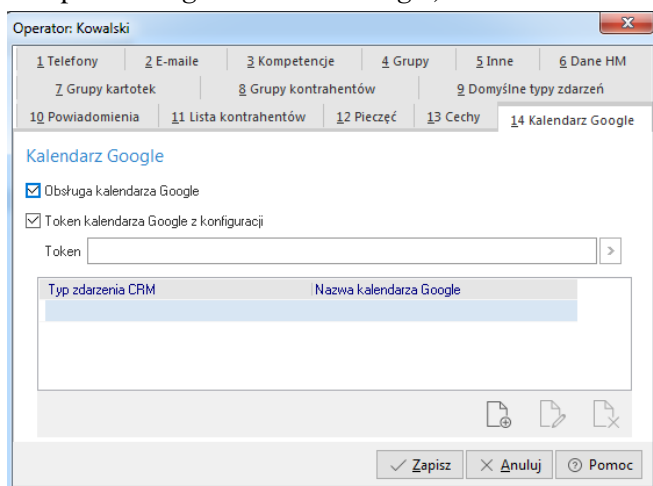 Operator: Kowalski
1 Telefony 2 E-maile 3 Kompetencje 4 Grupy 5 Inne 6 Dane HM
7 Grupy kartotek 8 Grupy kontrahentów 9 Domyślne typy zdarzeń
10 Powiadomienia 11 Lista kontrahentów 12 Pieczęć 13 Cechy 14 Kalendarz Google
Kalendarz Google
Obsługa kalendarza Google
Token kalendarza Google z konfiguracji
Token
Typ zdarzenia CRM Nazwa kalendarza Google
Zapisz Anuluj Pomoc